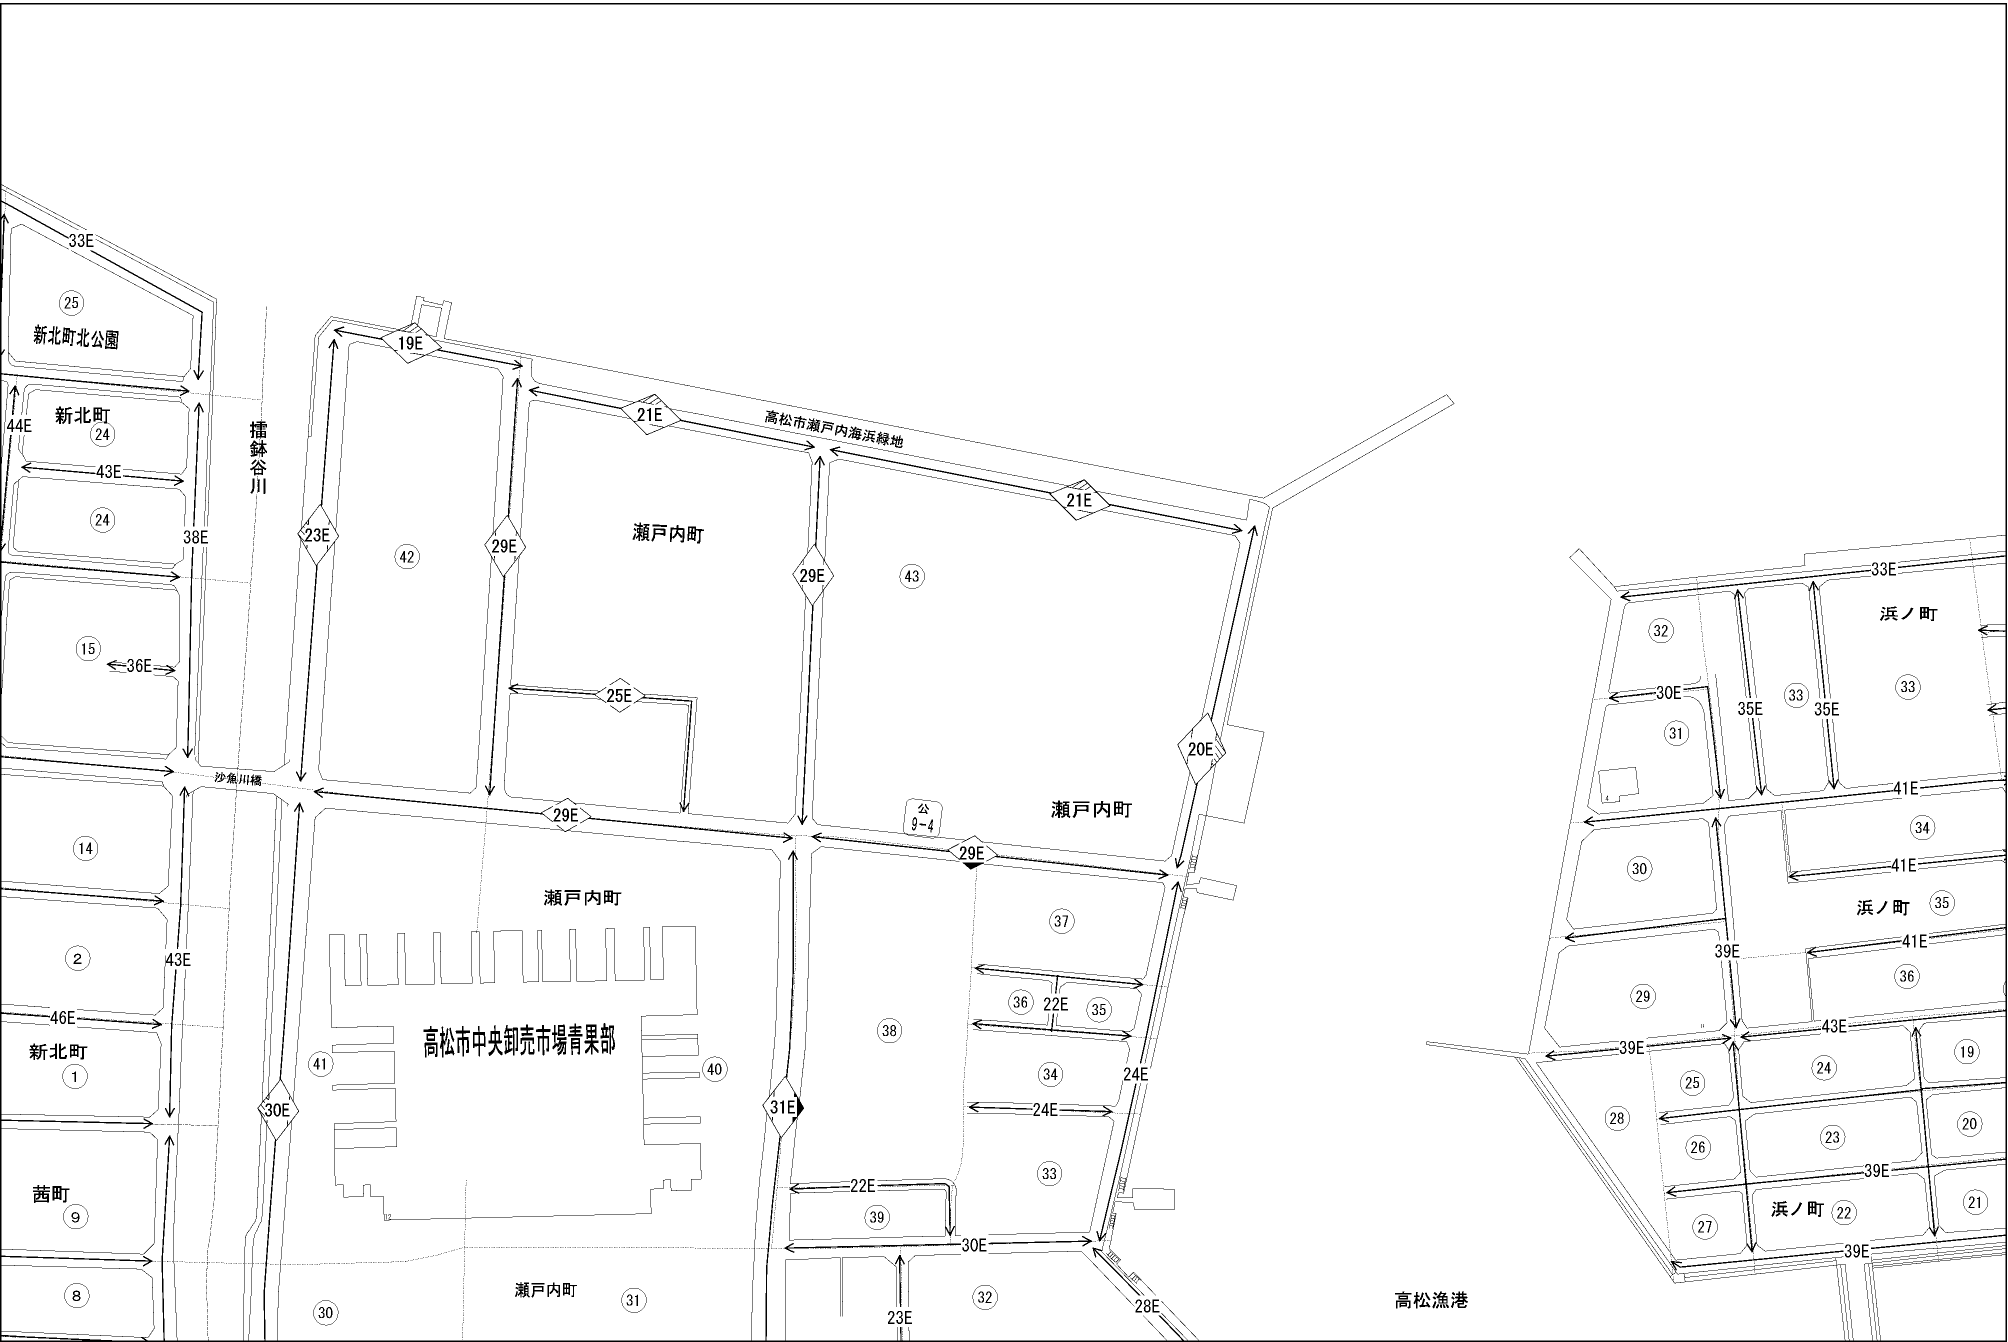 33E
25
新北町北公園
19E
21E
高松市瀬戸内海浜緑地
44E
新北町
24
擂鉢谷川
43E
21E
24
38E
23E
29E
瀬戸内町
42
29E
43
33E
浜ノ町
32
15
36E
25E
30E
35E
33
35E
33
31
20E
沙魚川橋
29E
公
9-4
瀬戸内町
41E
4
14
29E
34
30
41E
瀬戸内町
37
浜ノ町
35
2
43E
41E
39E
36
36
22E
35
29
46E
高松市中央卸売市場青果部
38
43E
新北町
1
41
40
34
24E
39E
25
24
19
30E
31E
24E
28
26
23
20
茜町
9
12
22E
39
33
39E
27
浜ノ町
22
21
30E
39E
8
30
瀬戸内町
31
23E
32
28E
高松漁港